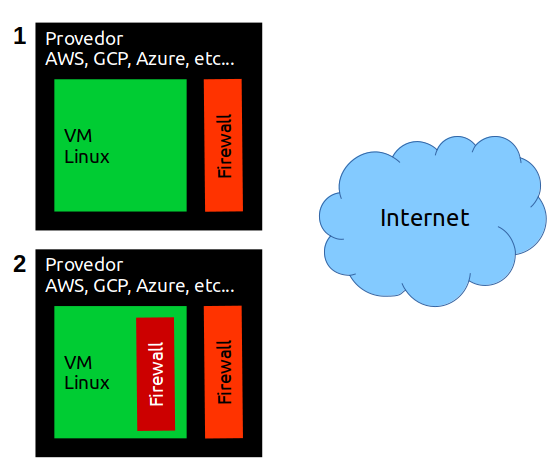 1
Provedor
AWS, GCP, Azure, etc...
VM
Linux
Firewall
Internet
2
Provedor
AWS, GCP, Azure, etc...
VM
Linux
Firewall
Firewall